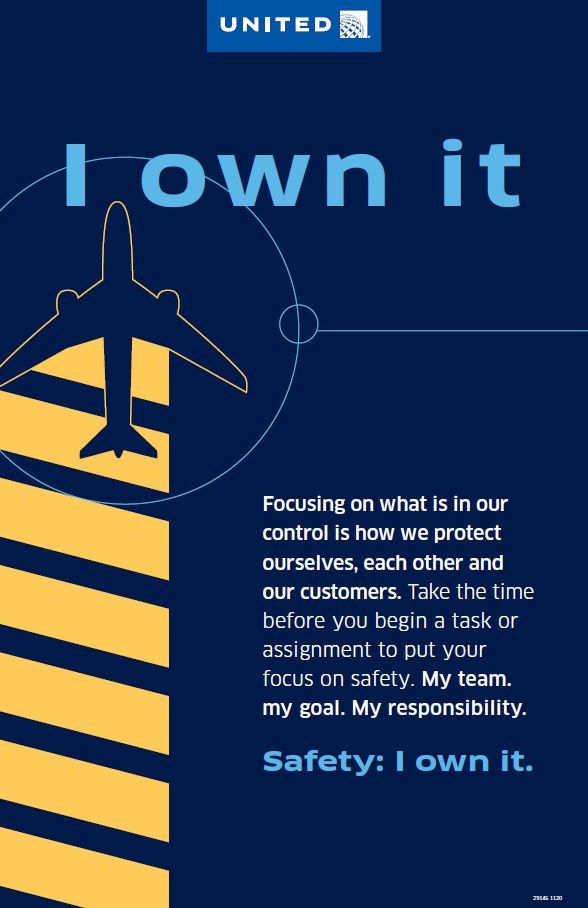 UNITED
I own it
Focusing on what is in our
control is how we protect
ourselves, each other and
our customers. Take the time
before you begin a task or
assignment to put your
focus on safety. My team.
my goal. My responsibility.
Safety: I own it.
29145 1120